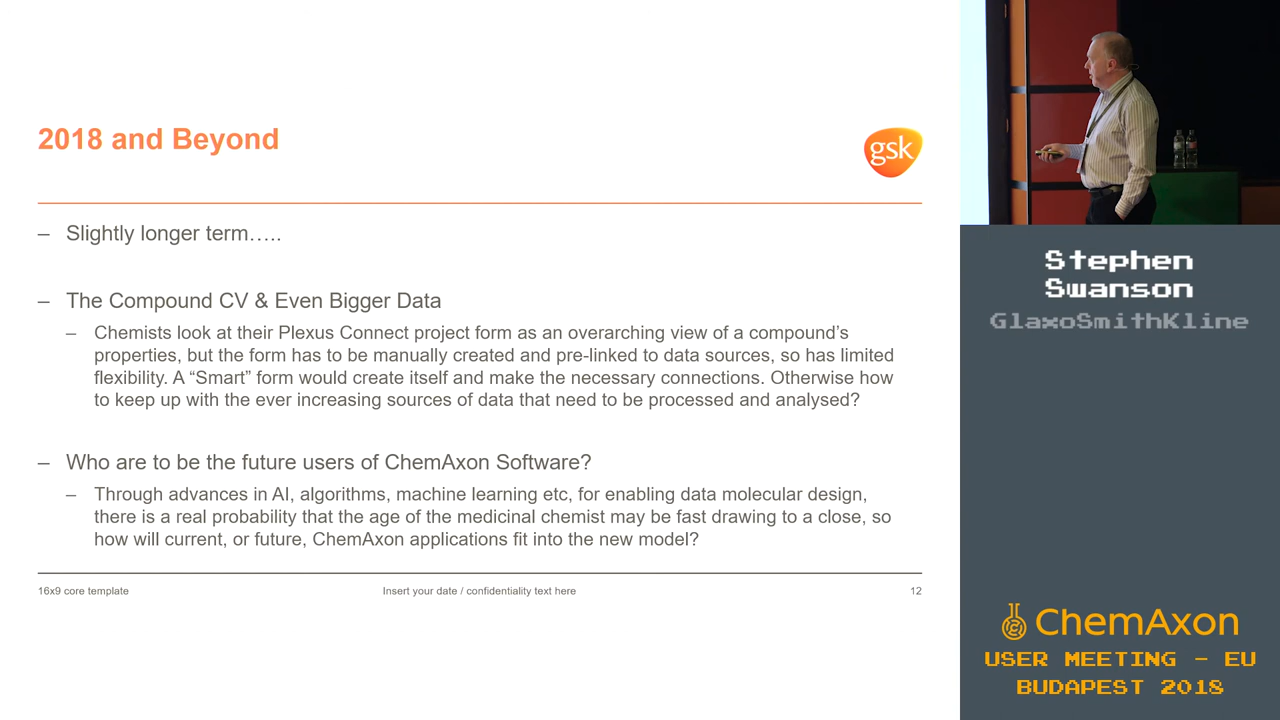 2018 and Beyond
gsk
– Slightly longer term…..
– The Compound CV & Even Bigger Data
– Chemists look at their Plexus Connect project form as an overarching view of a compound’s
properties, but the form has to be manually created and pre-linked to data sources, so has limited
flexibility. A “Smart” form would create itself and make the necessary connections. Otherwise how
to keep up with the ever increasing sources of data that need to be processed and analysed?
– Who are to be the future users of ChemAxon Software?
– Through advances in AI, algorithms, machine learning etc, for enabling data molecular design,
there is a real probability that the age of the medicinal chemist may be fast drawing to a close, so
how will current, or future, ChemAxon applications fit into the new model?
16x9 core template
Insert your date / confidentiality text here
12
Stephen
Swanson
GlaxoSmithKline
ChemAxon
USER MEETING - EU
BUDAPEST 2018